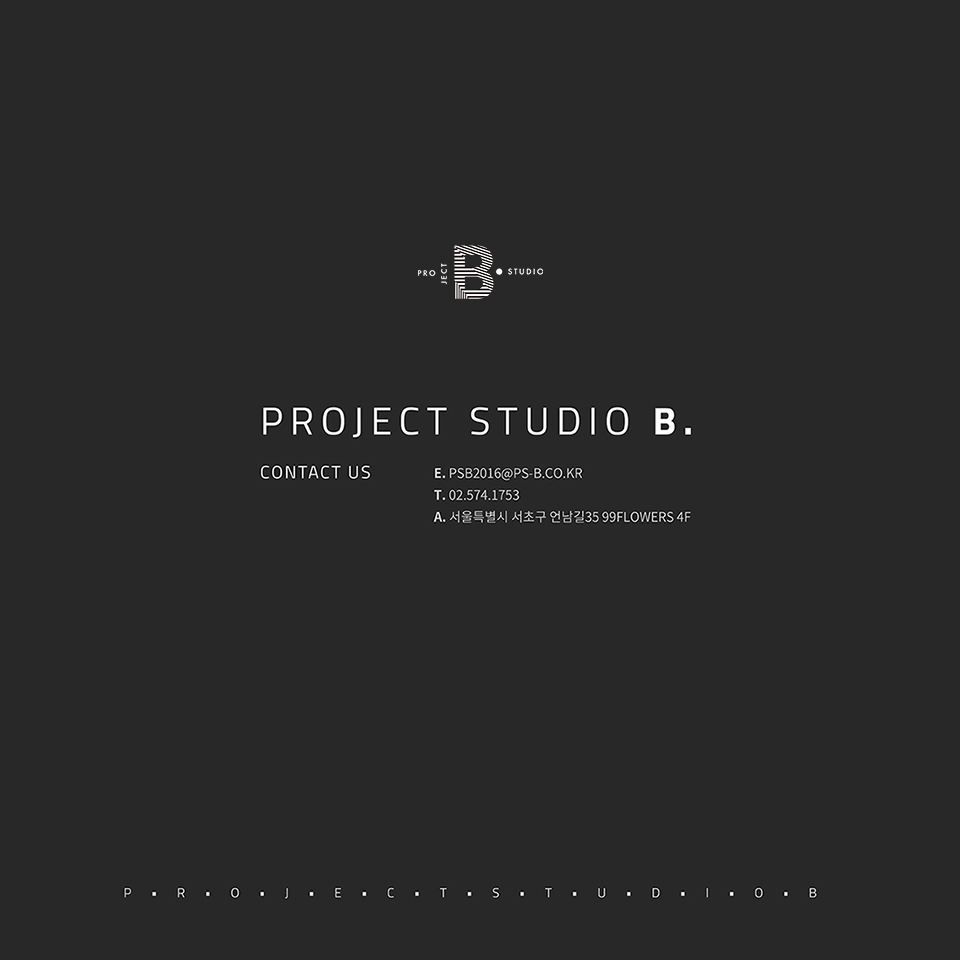 PRO JECT B STUDIO
PROJECT STUDIO B.
CONTACT US
E. PSB2016@PS-B.CO.KR
T. 02.574.1753
A. 서울특별시 서초구 언남길35 99FLOWERS 4F
P ▪ R ▪ O ▪ J ▪ E ▪ C ▪ T ▪ S ▪ T ▪ U ▪ D ▪ I ▪ O ▪ B